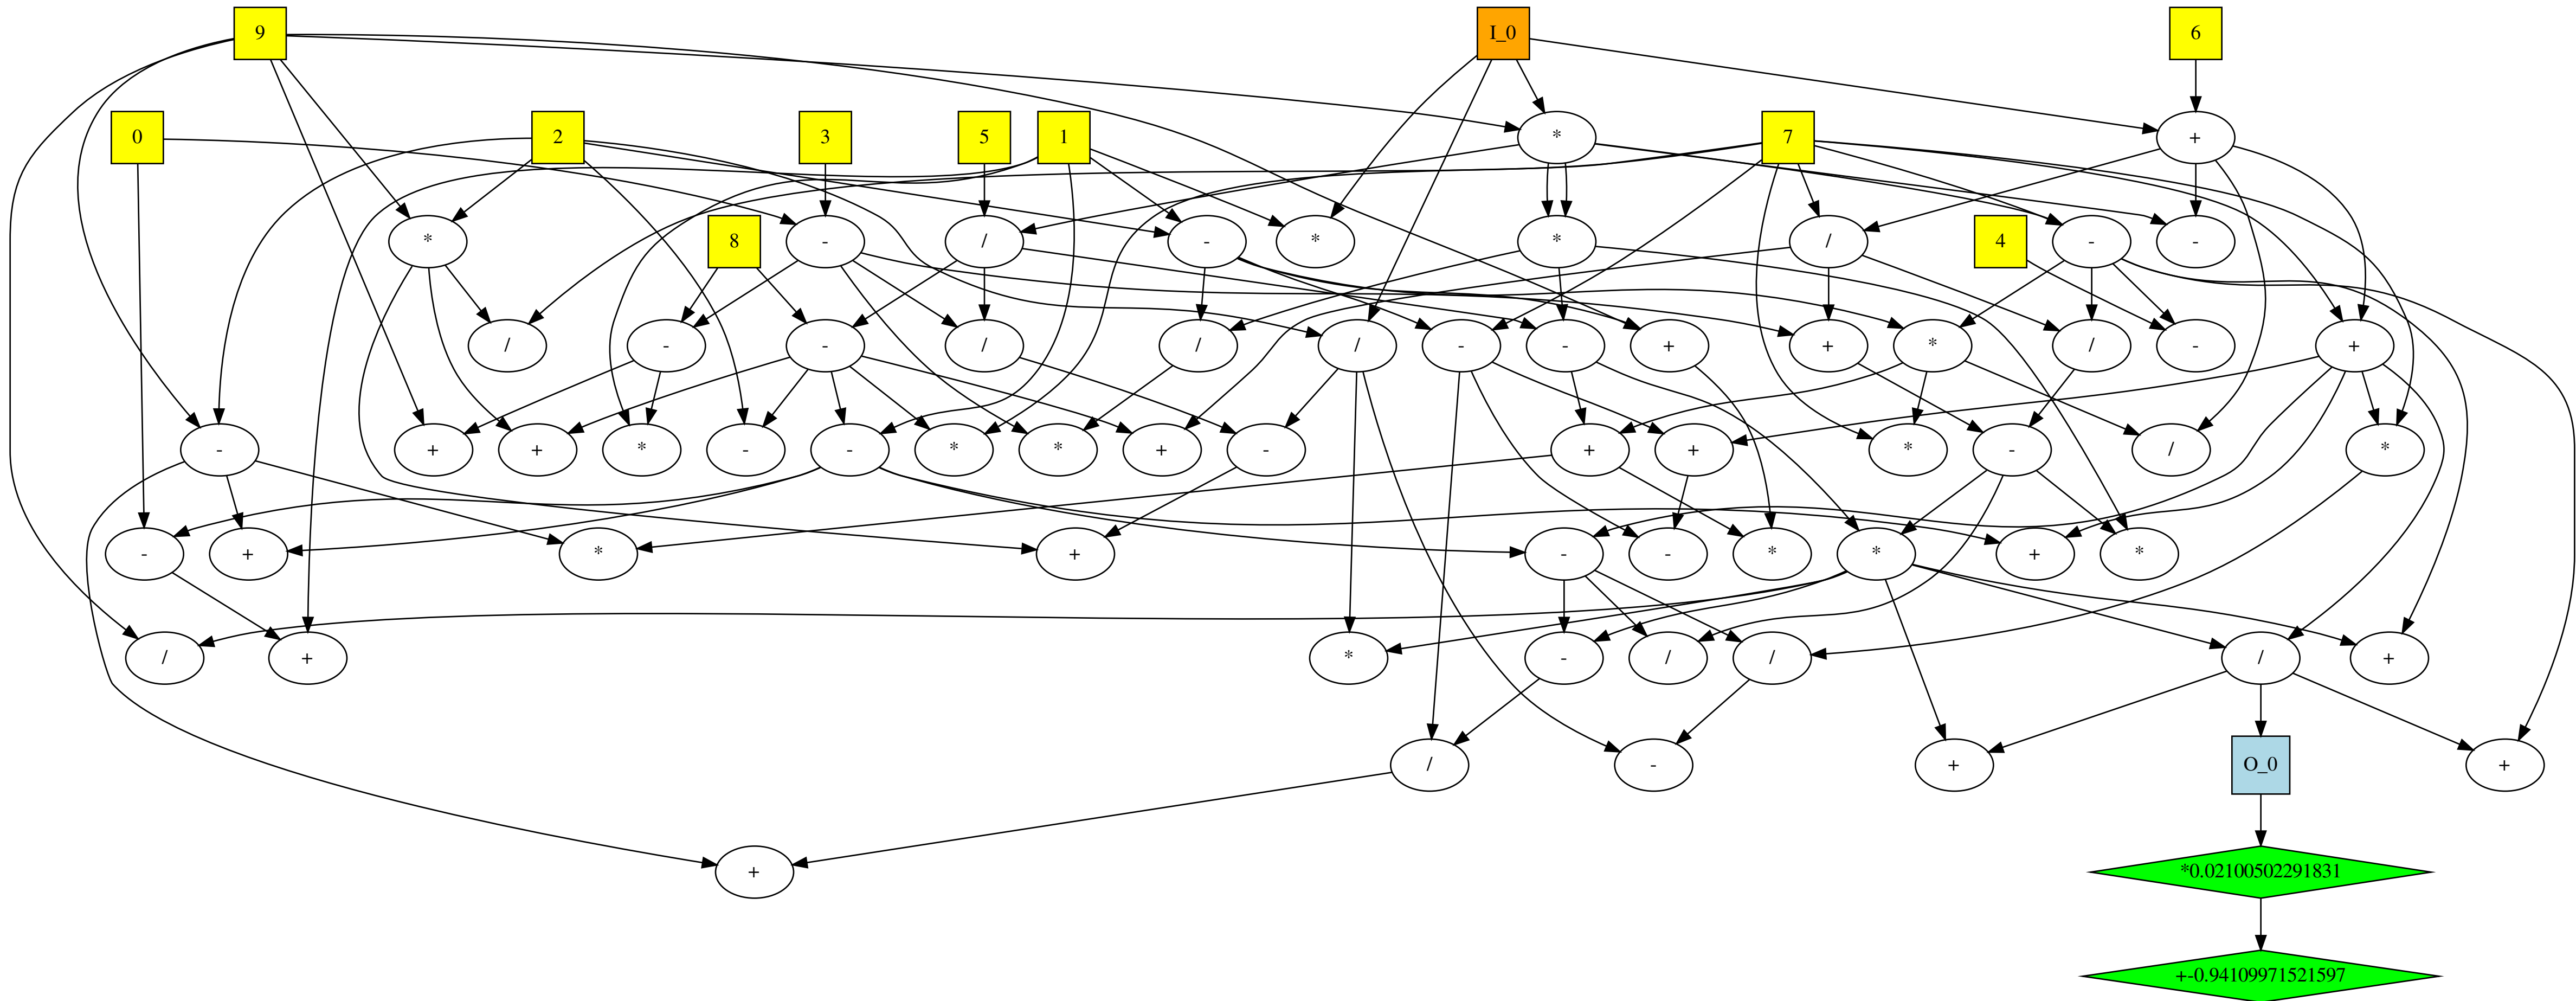 9 I_0 6
0 2 3 5 1 * 7 +
* 8 - / - * * / 4 - -
/ - - / / / - - + + * / - +
- + + * - - * * + - + + * - / *
- + * + - - * * + *
/ + * - / / / +
/ - + O_0 +
+ *0.02100502291831
+-0.94109971521597